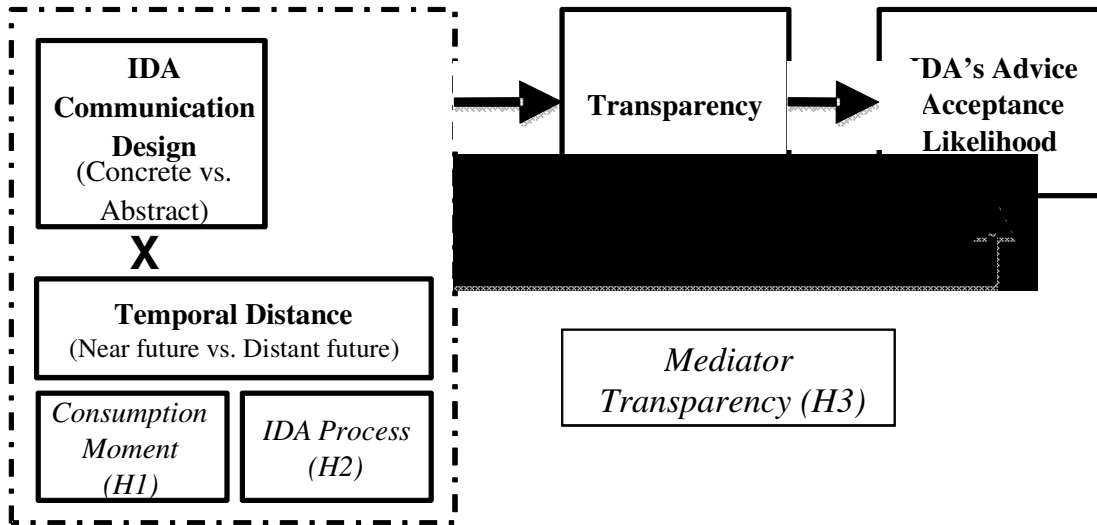 IDA
Communication
Design
(Concrete vs.
Abstract)
X
Temporal Distance
(Near future vs. Distant future)
Consumption
Moment
(H1)
IDA Process
(H2)
Transparency
IDA's Advice
Acceptance
Likelihood
Mediator
Transparency (H3)